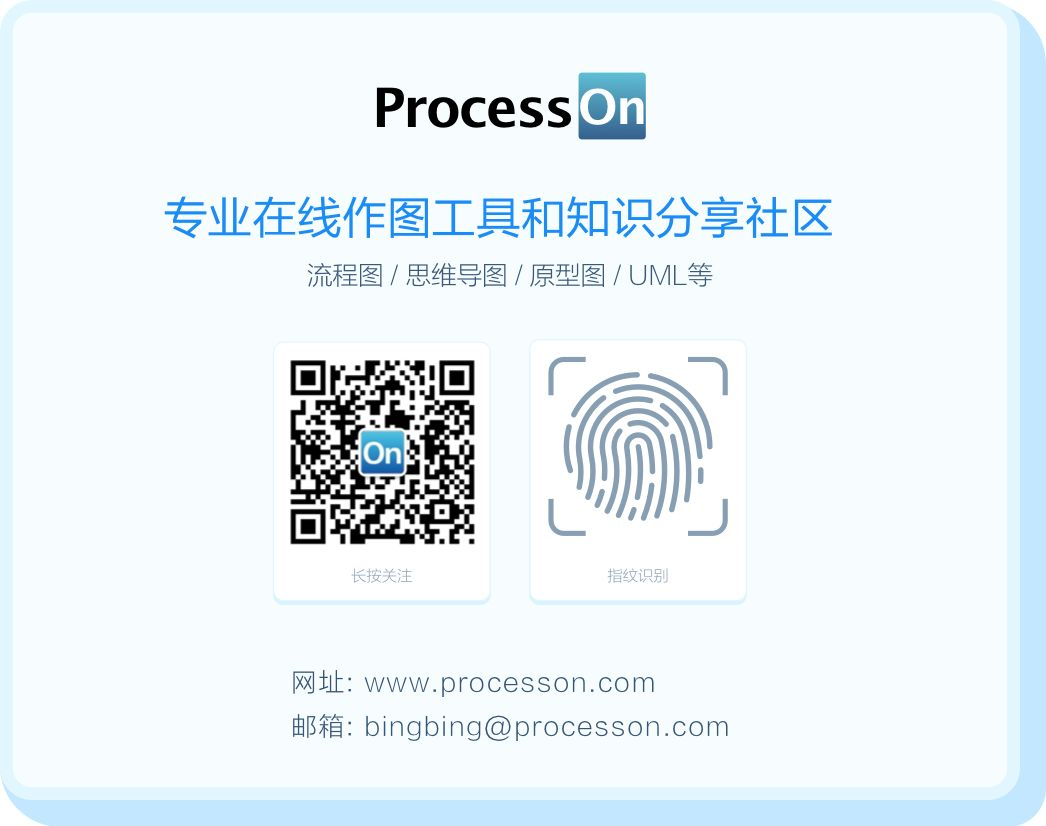 ProcessOn
专业在线作图工具和知识分享社区
流程图 / 思维导图 / 原型图 / UML等
On
长按关注
指纹识别
网址: www.processon.com
邮箱: bingbing@processon.com